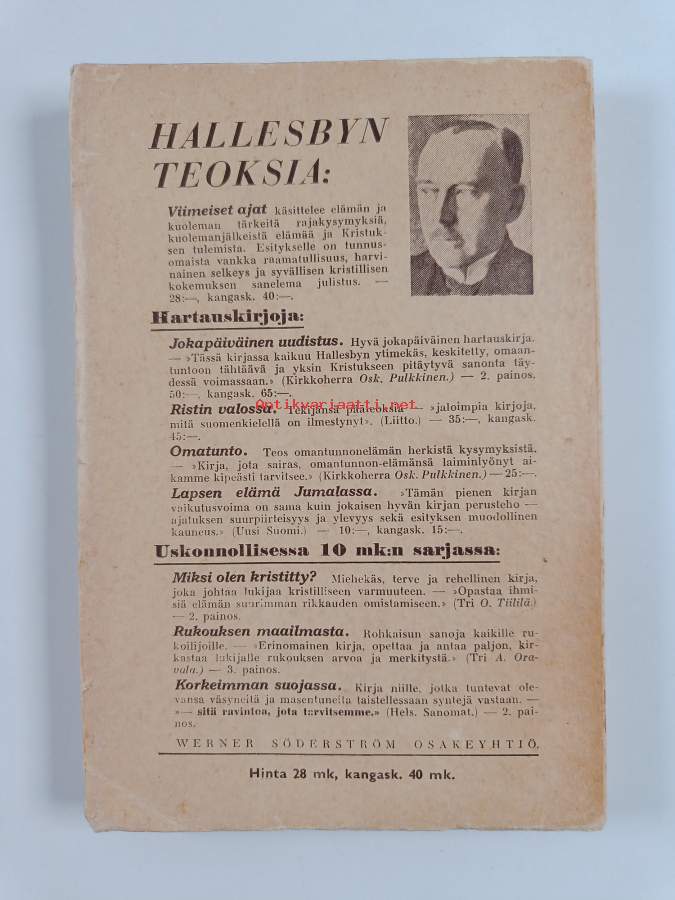 HALLESBYN
TEOKSIA:
Viimeiset ajat käsittelee elämän ja
kuoleman tärkeitä rajakysymyksiä,
kuolemanjälkeistä elämää ja Kristuk-
sen tulemista. Esitykselle on tunnus-
omaista vankka raamatullisuus, harvi-
nainen selkeys ja syvällisen kristillisen
kokemuksen sanelema julistus. —
28:—, kangask. 40:—.
Hartauskirjoja:
Jokapäiväinen uudistus. Hyvä jokapäiväinen hartauskirja.
— »Tässä kirjassa kaikuu Hallesbyn ytimekäs, keskitetty, omaan-
tuntoon tähtäävä ja yksin Kristukseen pitäytyvä sanonta täy-
dessä voimassaan.» (Kirkkoherra Osk. Pulkkinen.) — 2. painos.
50:—, kangask. 65:—.
Antikvariaatti.net
Ristin valossa. Tekijänsä pääteoksia — »jaloimpia kirjoja,
mitä suomenkielellä on ilmestynyt». (Liitto.) — 35:—, kangask.
45:—.
Omatunto. Teos omantunnonelämän herkistä kysymyksistä.
— »Kirja, jota sairas, omantunnon-elämänsä laiminlyönyt ai-
kamme kipeästi tarvitsee.» (Kirkkoherra Osk. Pulkkinen.) — 25:—.
Lapsen elämä Jumalassa. »Tämän pienen kirjan
vaikutusvoima on sama kuin jokaisen hyvän kirjan perusteho —
ajatuksen suurpiirteisyys ja ylevyys sekä esityksen muodollinen
kauneus.» (Uusi Suomi.) — 10:—, kangask. 15:—.
Uskonnollisessa 10 mk:n sarjassa:
Miksi olen kristitty? Miehekäs, terve ja rehellinen kirja,
joka johtaa lukijaa kristilliseen varmuuteen. — »Opastaa ihmi-
siä elämän suurimman rikkauden omistamiseen.» (Tri O. Tiililä.)
— 2. painos.
Rukouksen maailmasta. Rohkaisun sanoja kaikille ru-
koilijoille. — »Erinomainen kirja, opettaa ja antaa paljon, kir-
kastaa lukijalle rukouksen arvoa ja merkitystä.» (Tri A. Ora-
vala.) — 3. painos.
Korkeimman suojassa. Kirja niille, jotka tuntevat ole-
vansa väsyneitä ja masentuneita taistellessaan syntejä vastaan. —
»— sitä ravintoa, jota tarvitsemme.» (Hels. Sanomat.) — 2. pai-
nos.
WERNER SÖDERSTRÖM OSAKEYHTIÖ.
Hinta 28 mk, kangask. 40 mk.